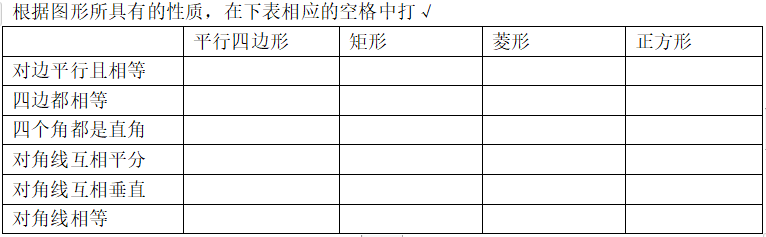 根据图形所具有的性质，在下表相应的空格中打√
平行四边形 矩形 菱形 正方形
对边平行且相等
四边都相等
四个角都是直角
对角线互相平分
对角线互相垂直
对角线相等